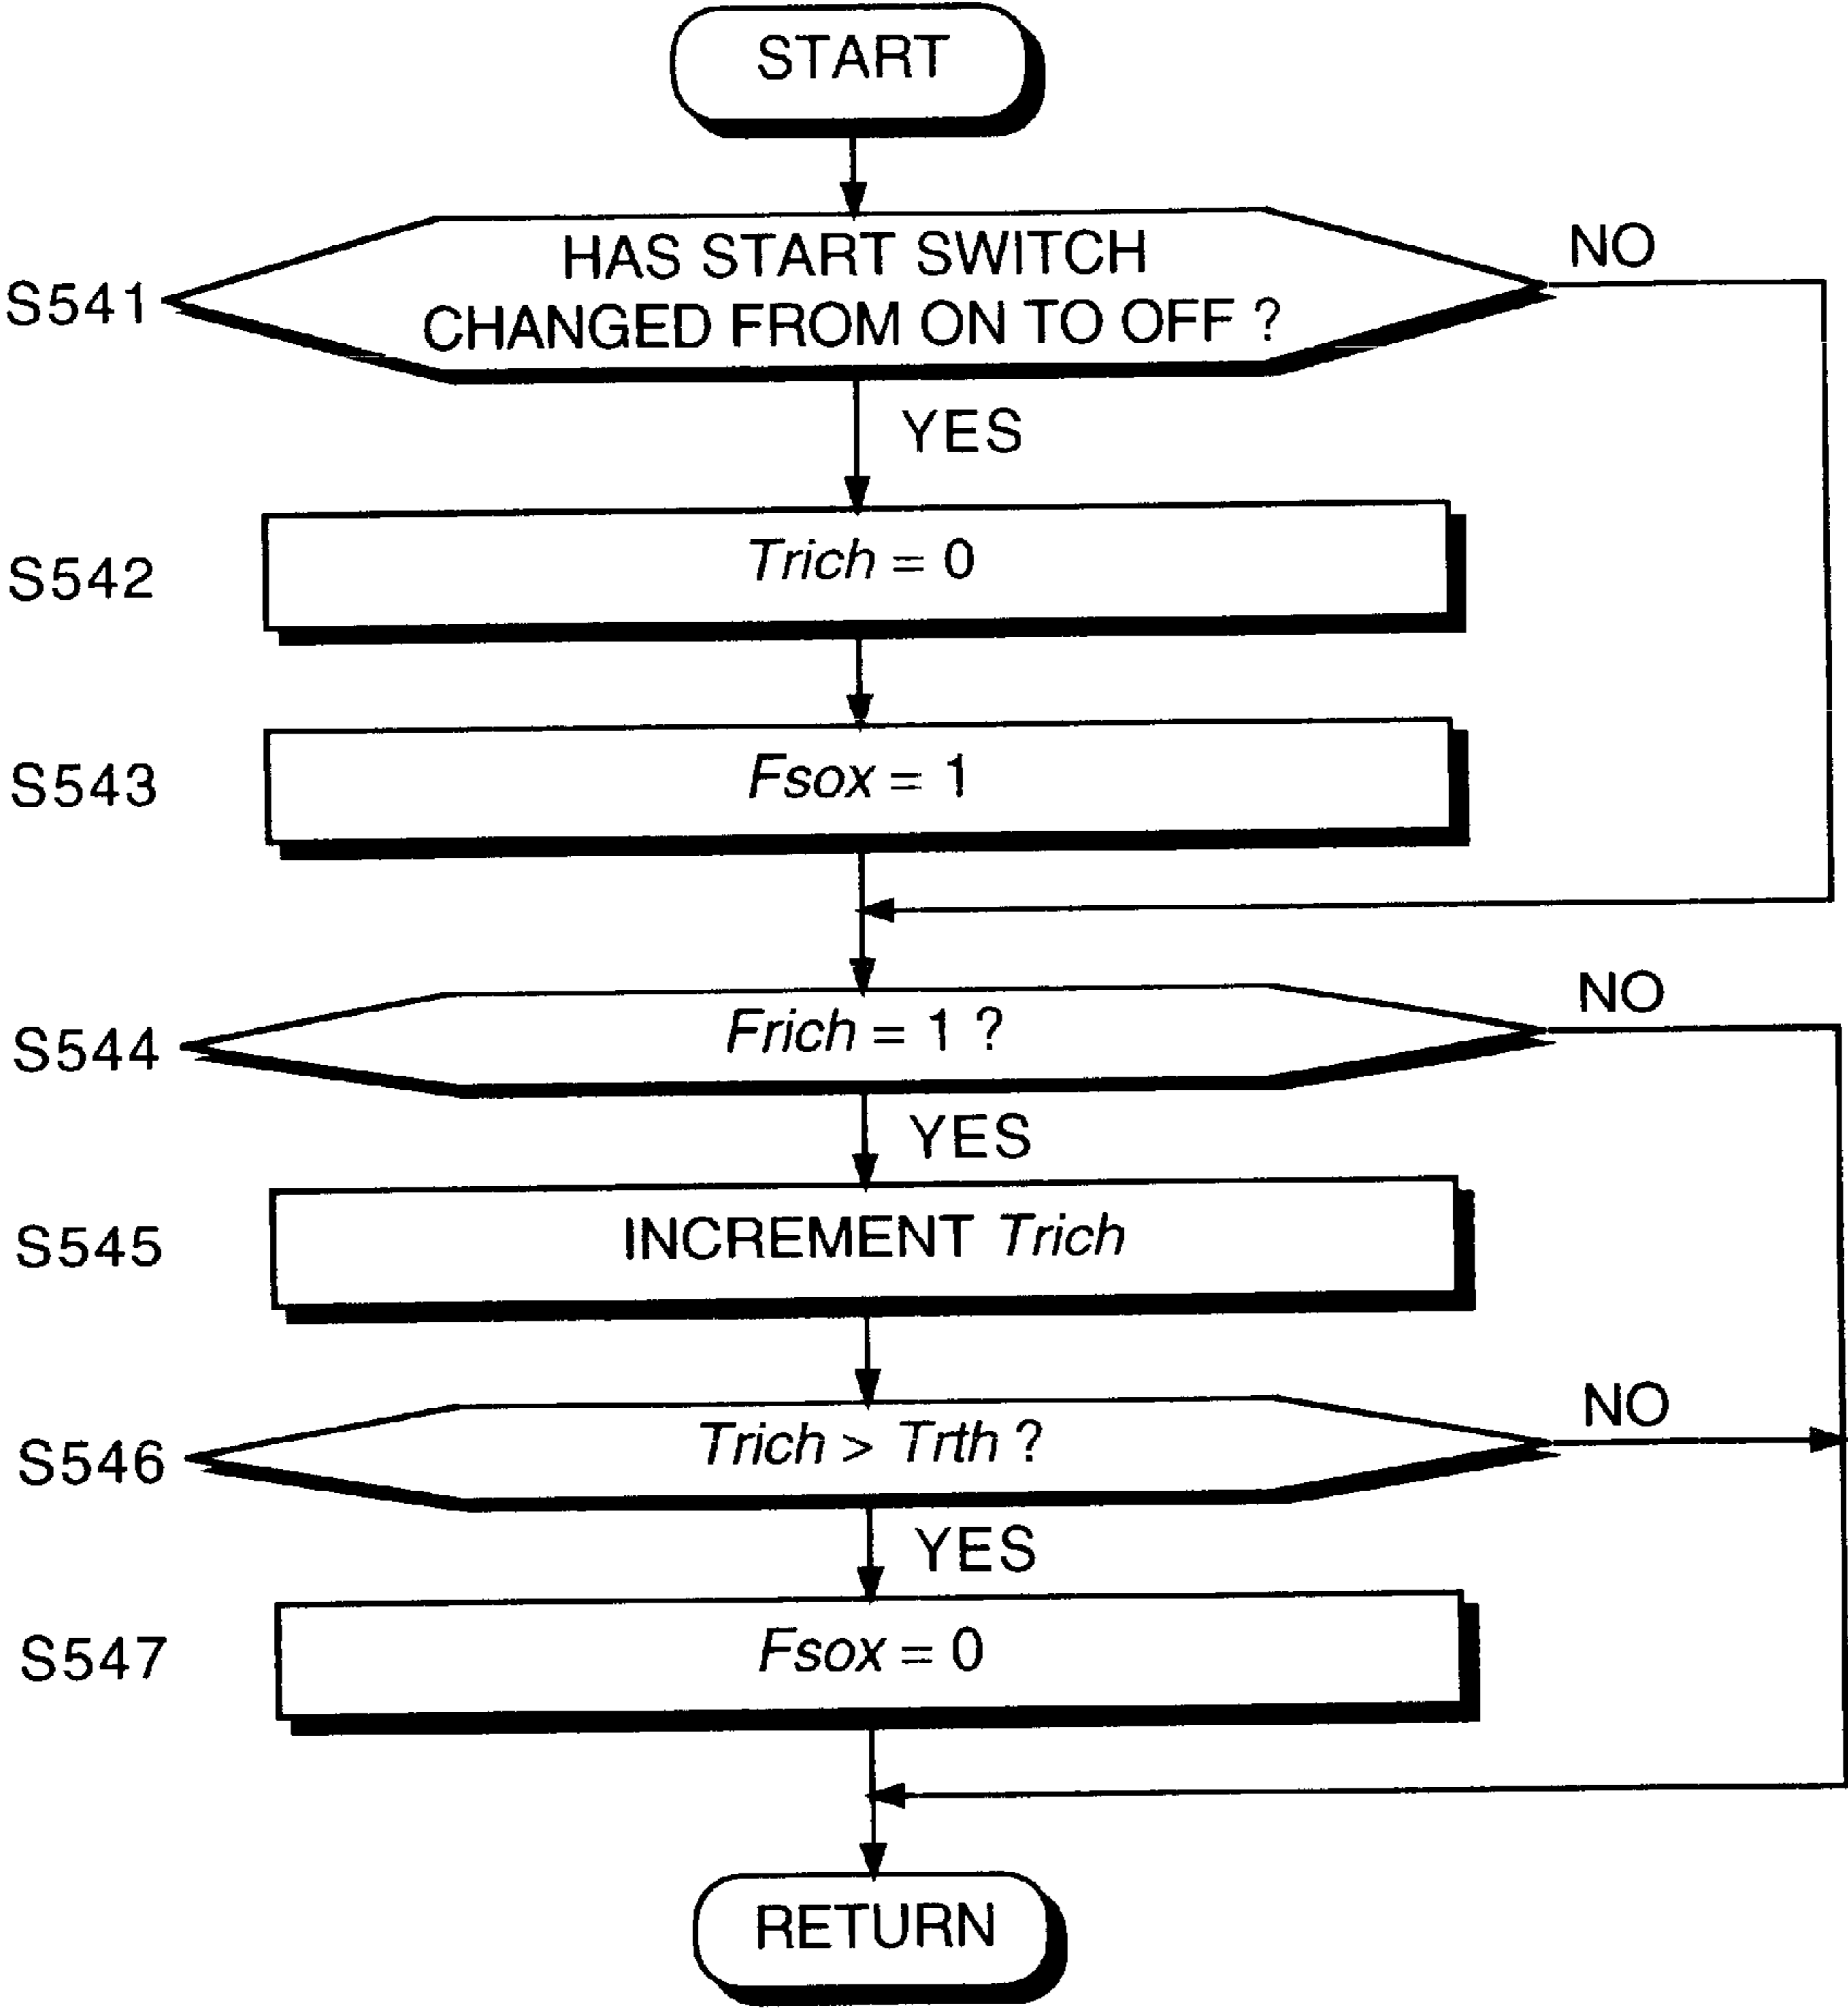 START
HAS START SWITCH
CHANGED FROM ON TO OFF ?
NO
S541
YES
Trich = 0
S542
Fsox = 1
S543
Frich = 1 ?
NO
S544
YES
INCREMENT Trich
S545
Trich > Trth ?
NO
S546
YES
Fsox = 0
S547
RETURN